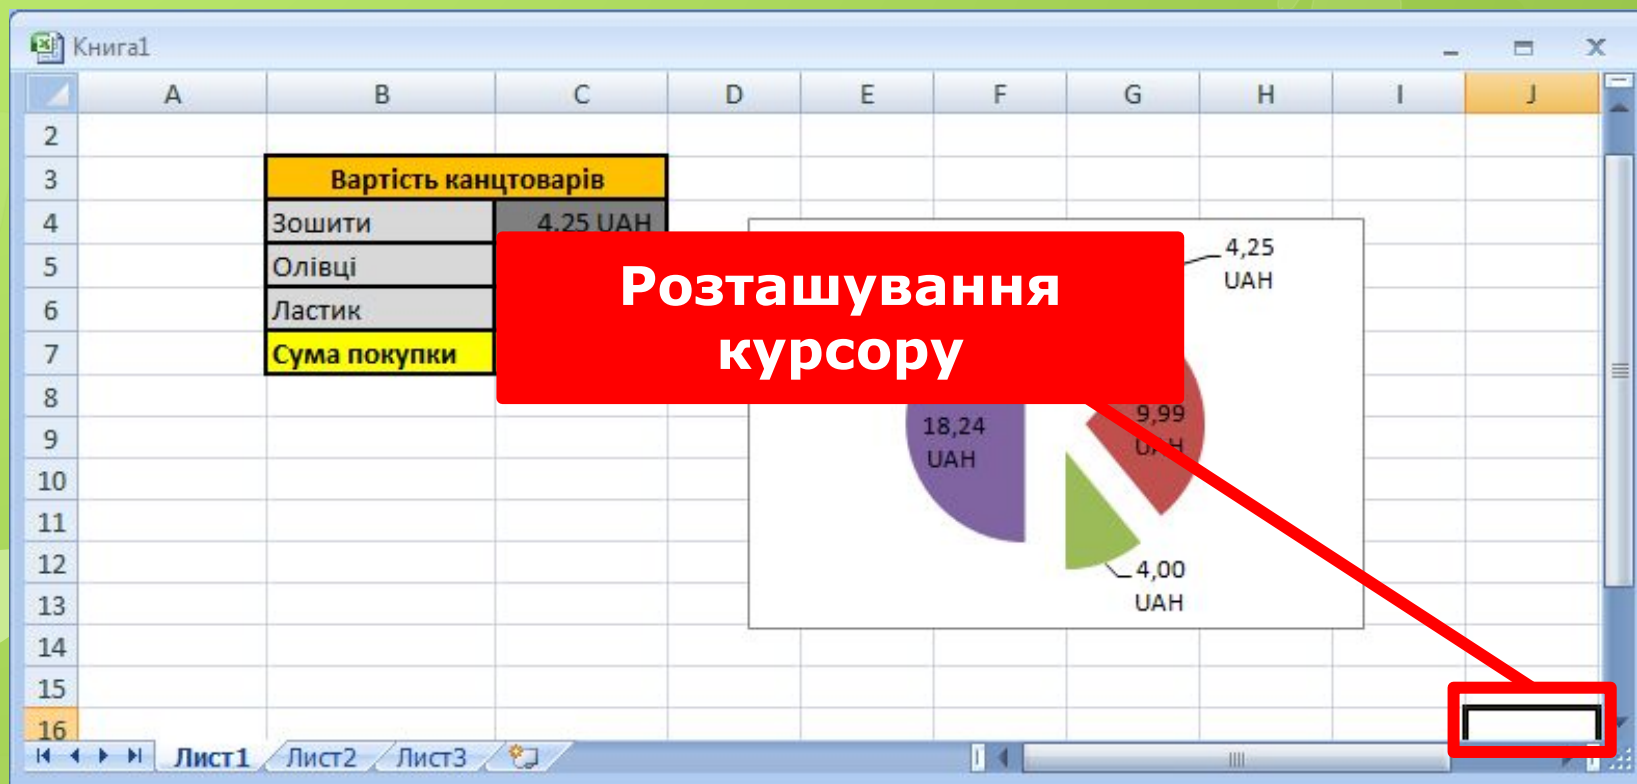 Книга1
A B C D E F G H I J
2
3 Вартість канцтоварів
4 Зошити 4,25 UAH
5 Олівці
6 Ластик
7 Сума покупки
8
9
10
11
12
13
14
15
16
Розташування
курсору
4,25
UAH
9,99
UAH
18,24
UAH
4,00
UAH
Лист1 Лист2 Лист3